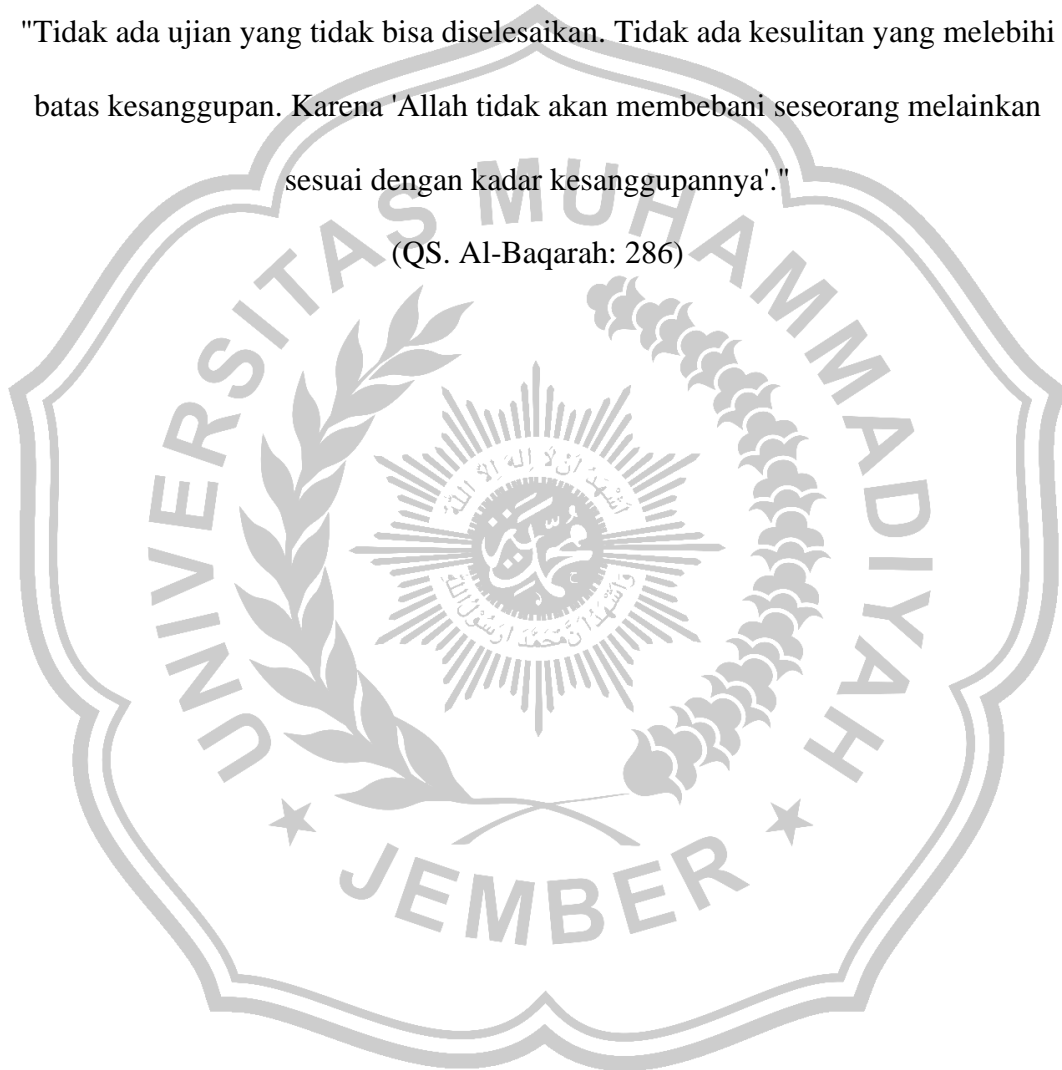 "Tidak ada ujian yang tidak bisa diselesaikan. Tidak ada kesulitan yang melebihi
batas kesanggupan. Karena 'Allah tidak akan membebani seseorang melainkan
sesuai dengan kadar kesanggupannya'."
(QS. Al-Baqarah: 286)
UNIVERSITAS MUHAMMADIYAH
JEMBER